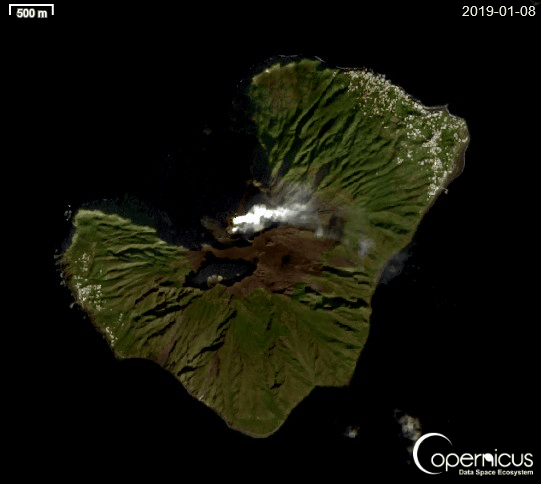 500 m
2019-01-08
Copernicus
Data Space Ecosystem